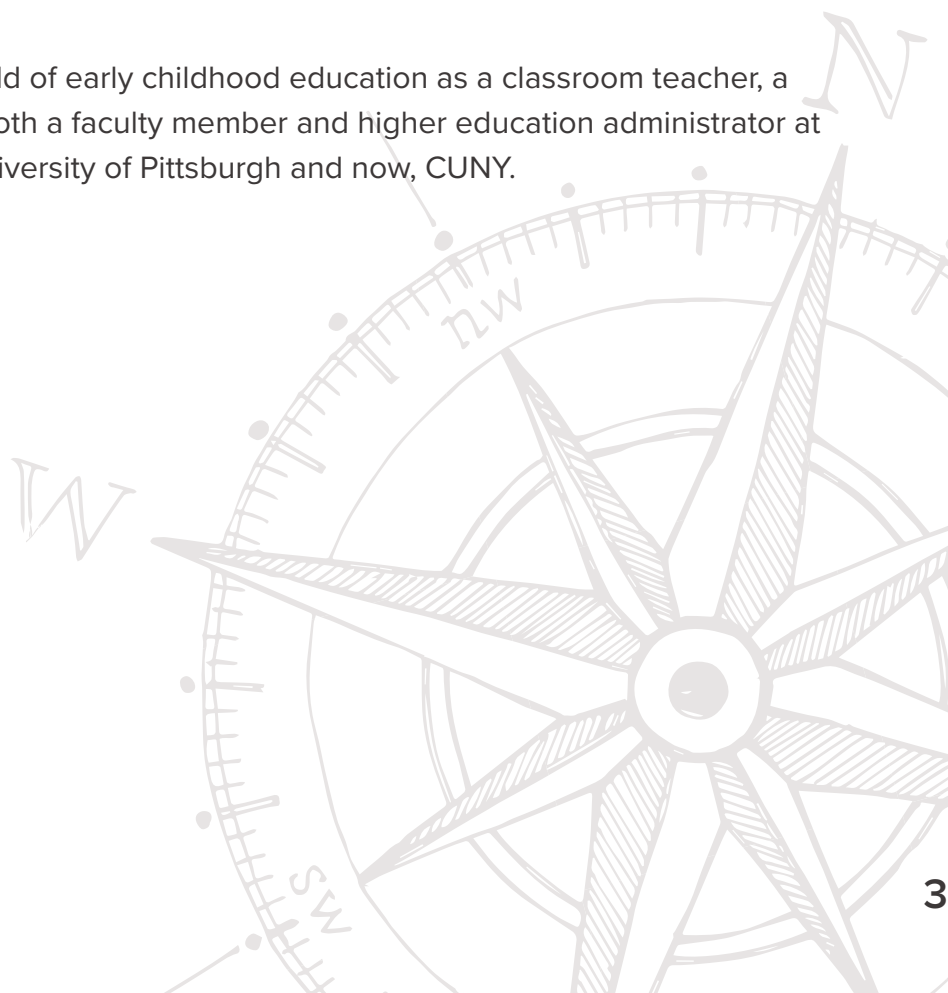 ld of early childhood education as a classroom teacher, a
oth a faculty member and higher education administrator at
iversity of Pittsburgh and now, CUNY.
N
nw
W
sw
3